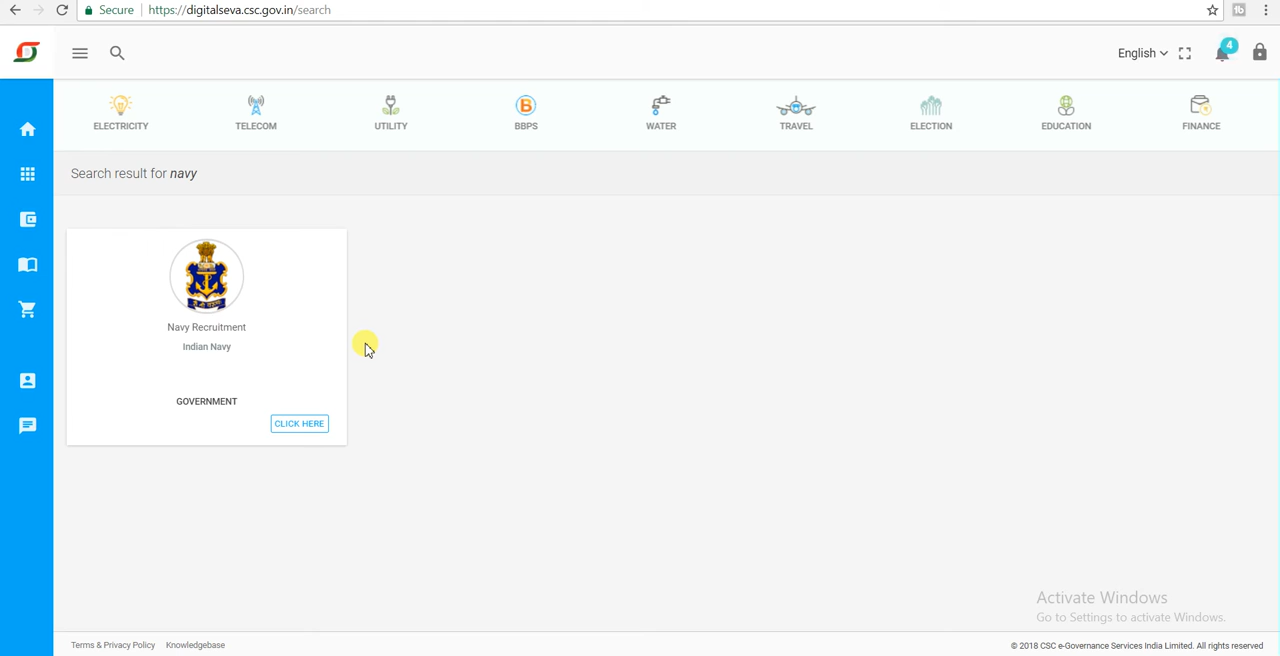 Secure https://digitalseva.csc.gov.in/search
English
4
ELECTRICITY TELECOM UTILITY BBPS WATER TRAVEL ELECTION EDUCATION FINANCE
Search result for navy
Navy Recruitment
Indian Navy
GOVERNMENT
CLICK HERE
Activate Windows
Go to Settings to activate Windows.
Terms & Privacy Policy Knowledgebase
© 2018 CSC e-Governance Services India Limited. All rights reserved